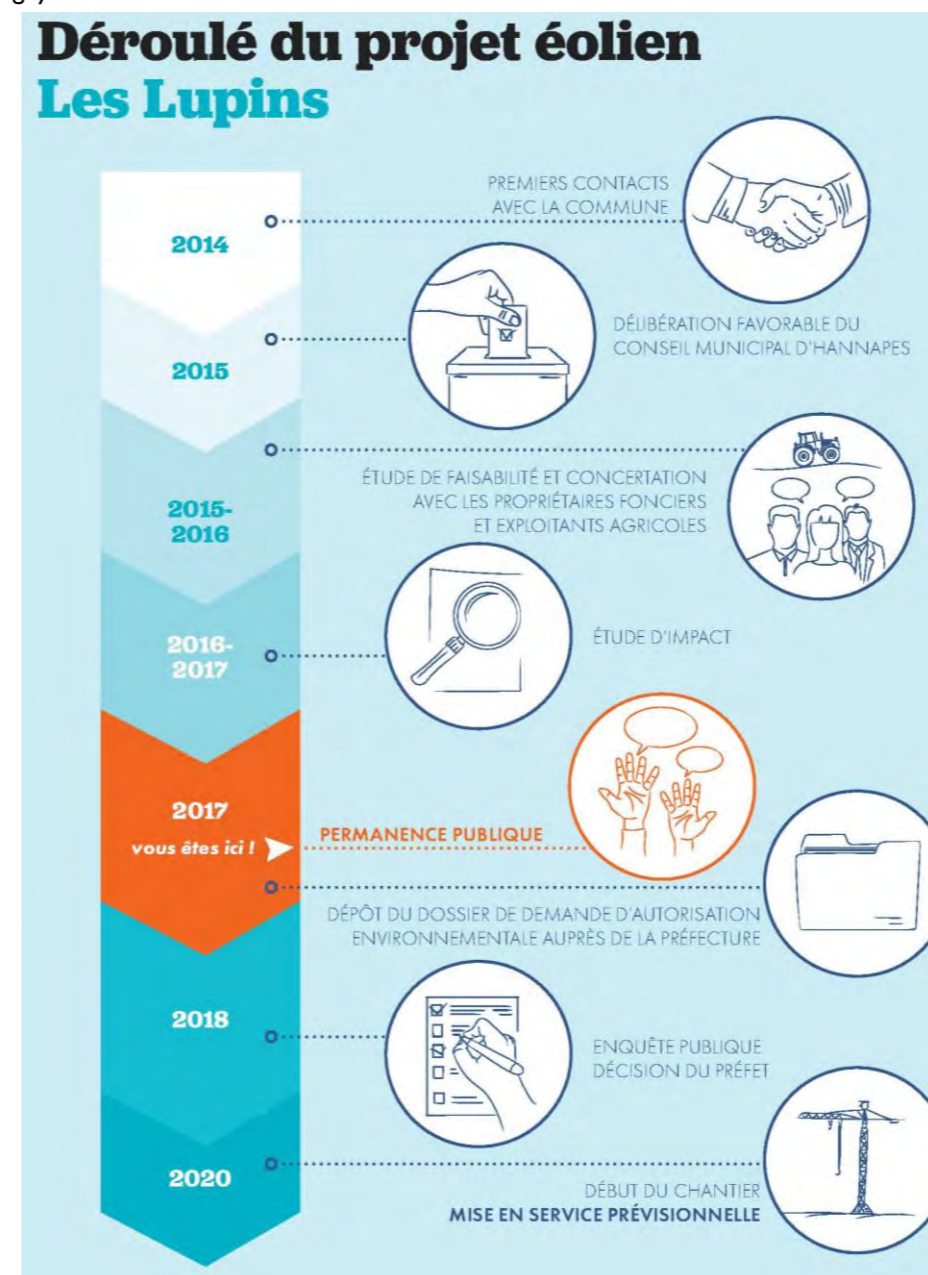 Déroulé du projet éolien
Les Lupins
2014
PREMIERS CONTACTS
AVEC LA COMMUNE
2015
DÉLIBÉRATION FAVORABLE DU
CONSEIL MUNICIPAL D'HANNAPES
2015-
2016
ÉTUDE DE FAISABILITÉ ET CONCERTATION
AVEC LES PROPRIÉTAIRES FONCIERS
ET EXPLOITANTS AGRICOLES
2016-
2017
ÉTUDE D'IMPACT
2017
vous êtes ici !
PERMANENCE PUBLIQUE
DÉPÔT DU DOSSIER DE DEMANDE D'AUTORISATION
ENVIRONNEMENTALE AUPRÈS DE LA PRÉFECTURE
2018
ENQUÊTE PUBLIQUE
DÉCISION DU PRÉFET
2020
DÉBUT DU CHANTIER
MISE EN SERVICE PRÉVISIONNELLE